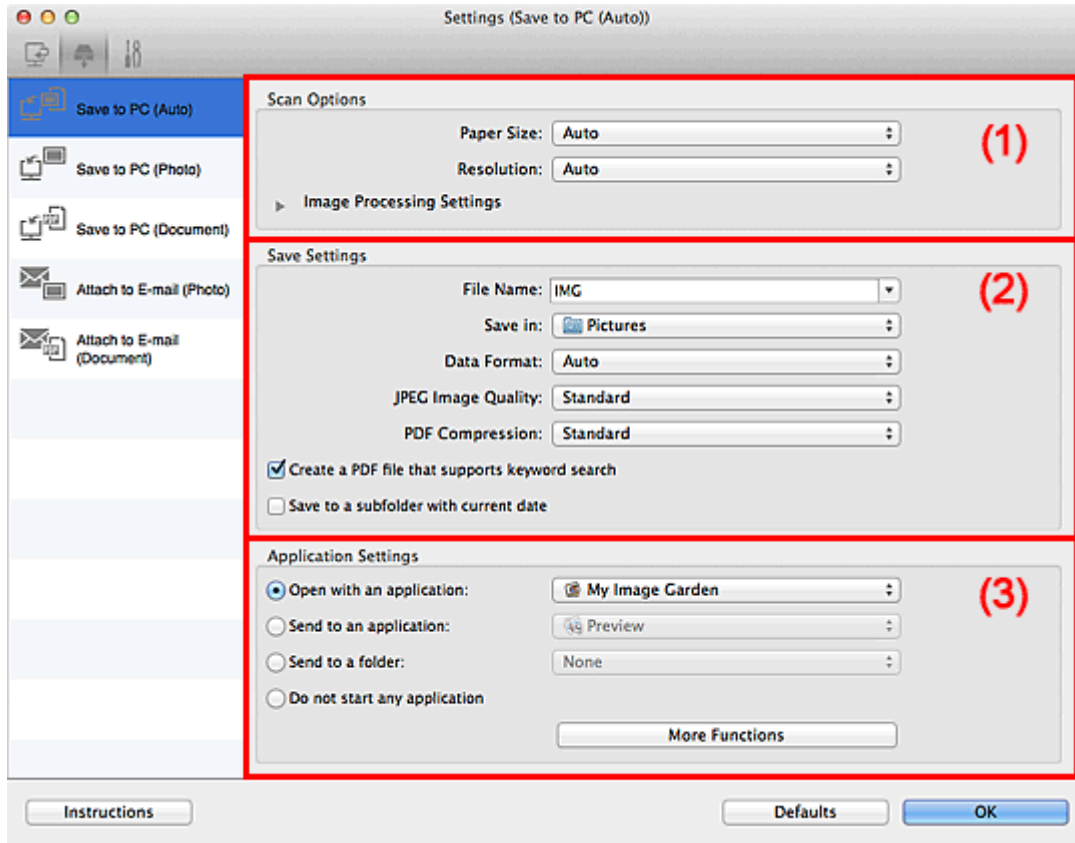 Settings (Save to PC (Auto))
Save to PC (Auto)
Save to PC (Photo)
Save to PC (Document)
Attach to E-mail (Photo)
Attach to E-mail
(Document)
Scan Options
(1)
Paper Size: Auto
Resolution: Auto
Image Processing Settings
Save Settings
(2)
File Name: IMG
Save in: Pictures
Data Format: Auto
JPEG Image Quality: Standard
PDF Compression: Standard
Create a PDF file that supports keyword search
Save to a subfolder with current date
Application Settings
(3)
Open with an application: My Image Garden
Send to an application: Preview
Send to a folder: None
Do not start any application
More Functions
Instructions
Defaults
OK